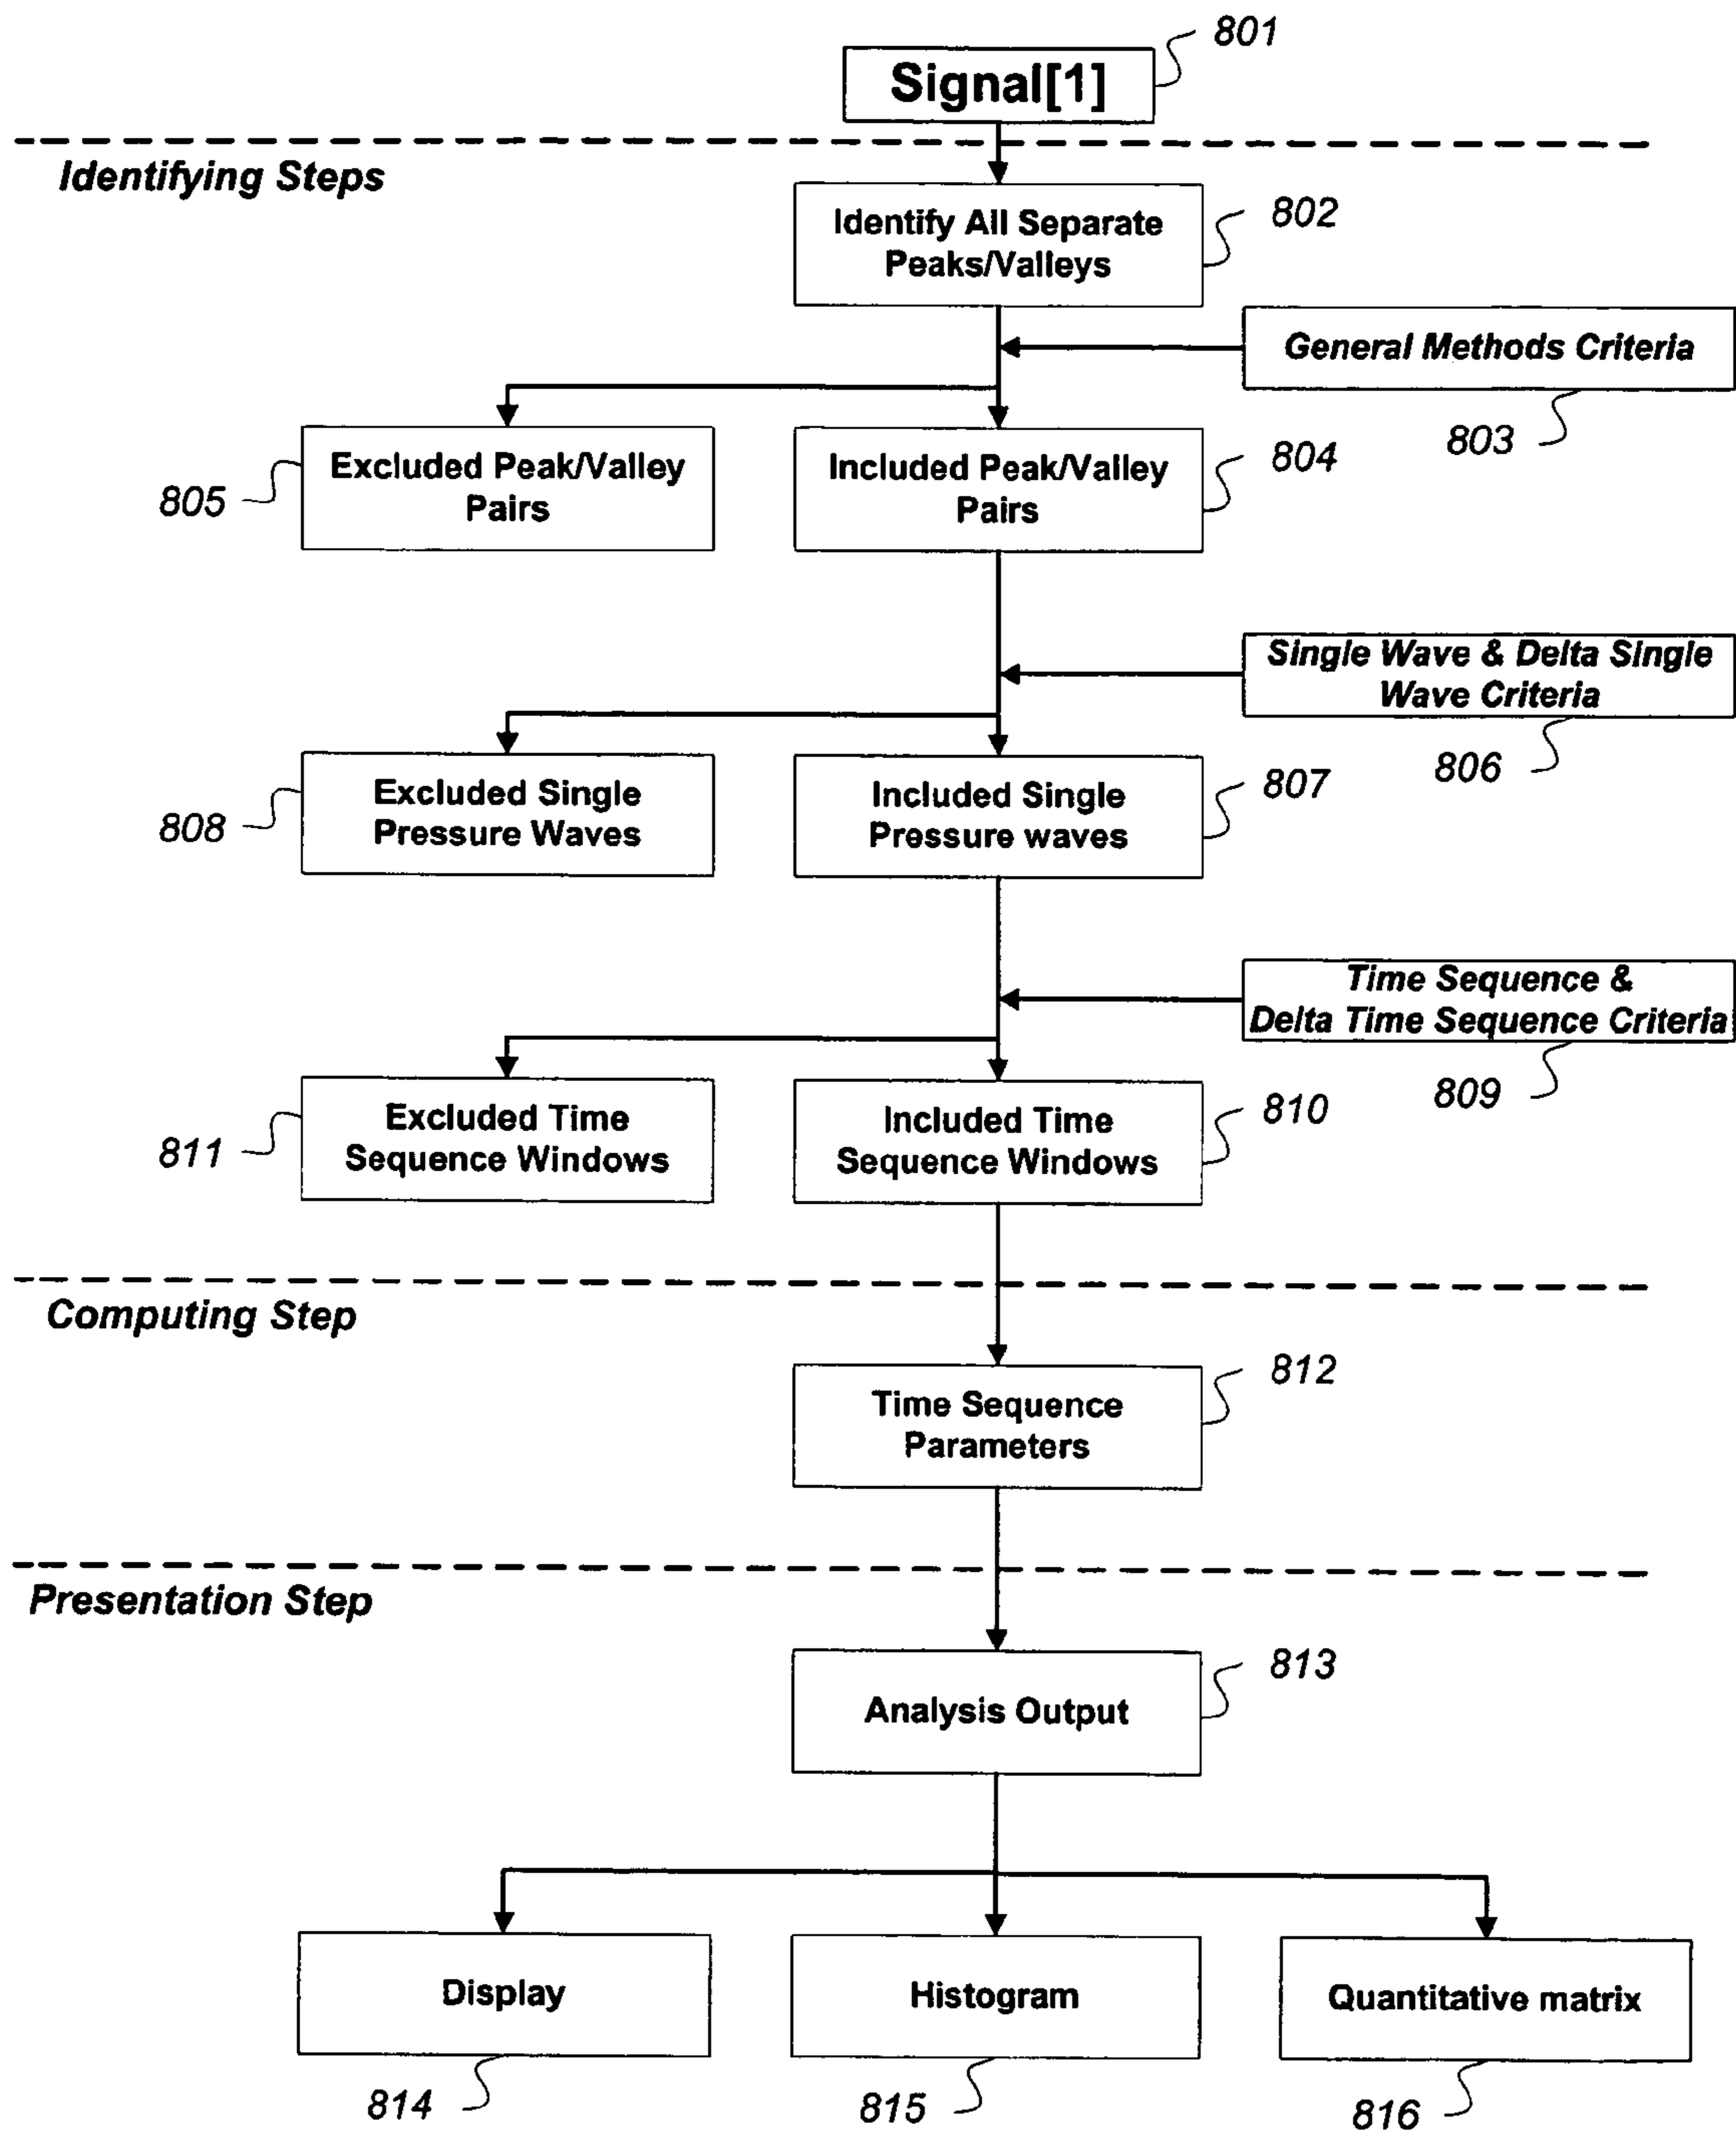 801
Signal[1]
Identifying Steps
802
Identify All Separate
Peaks/Valleys
General Methods Criteria
803
Excluded Peak/Valley
Pairs
805
Included Peak/Valley
Pairs
804
Single Wave & Delta Single
Wave Criteria
806
Excluded Single
Pressure Waves
808
Included Single
Pressure waves
807
Time Sequence &
Delta Time Sequence Criteria
809
Excluded Time
Sequence Windows
811
Included Time
Sequence Windows
810
Computing Step
812
Time Sequence
Parameters
Presentation Step
813
Analysis Output
Display
Histogram
Quantitative matrix
814
815
816